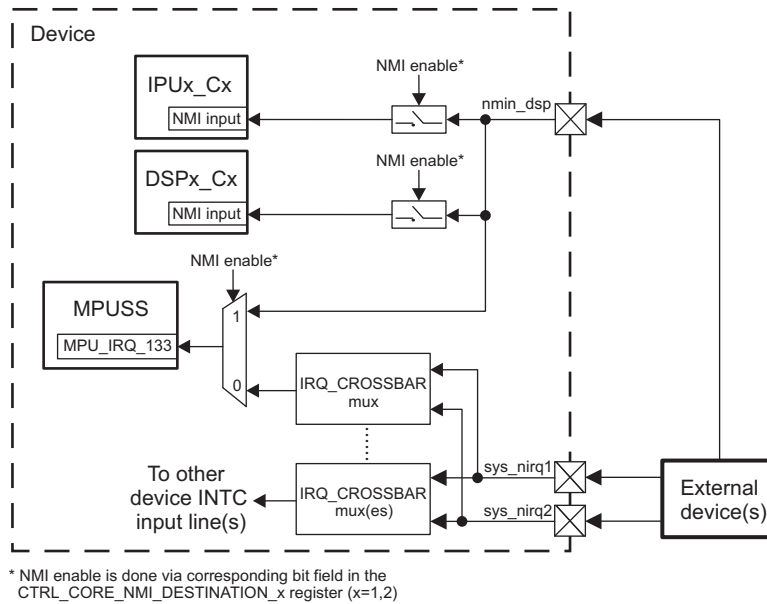 Device
IPUx_Cx
NMI input
NMI enable*
nmin_dsp
DSPx_Cx
NMI input
NMI enable*
NMI enable*
MPUSS
MPU_IRQ_133
1
0
IRQ_CROSSBAR
mux
To other
device INTC
input line(s)
IRQ_CROSSBAR
mux(es)
sys_nirq1
sys_nirq2
External
device(s)
* NMI enable is done via corresponding bit field in the
CTRL_CORE_NMI_DESTINATION_x register (x=1,2)